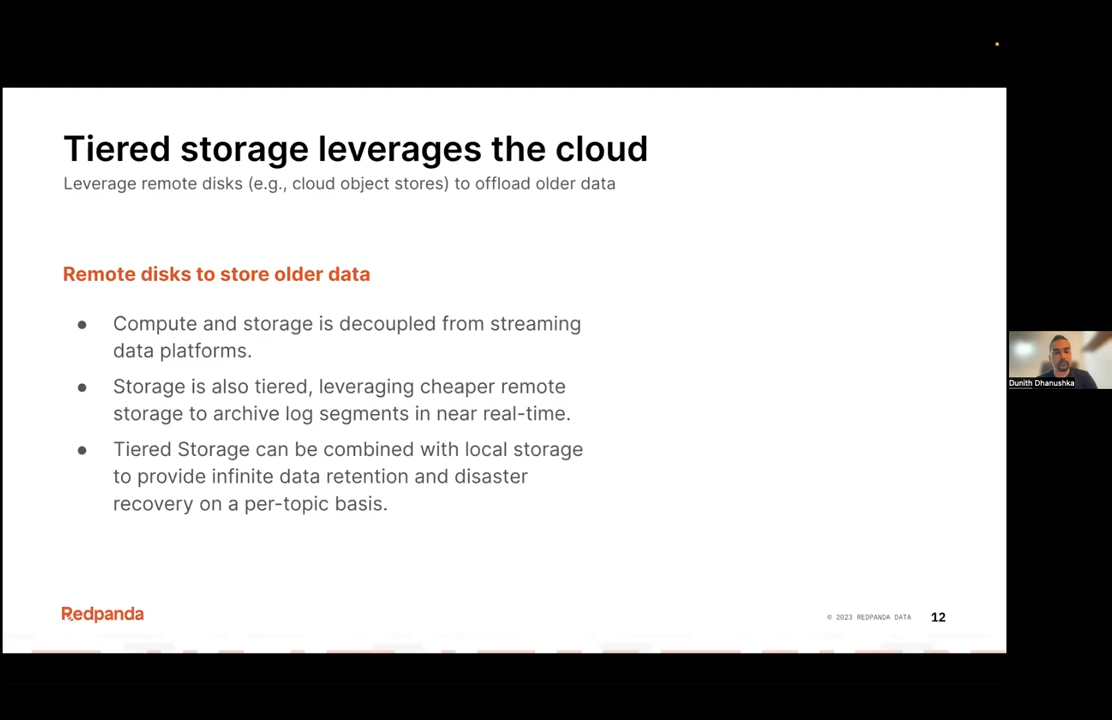 Tiered storage leverages the cloud
Leverage remote disks (e.g., cloud object stores) to offload older data
Remote disks to store older data
● Compute and storage is decoupled from streaming
data platforms.
● Storage is also tiered, leveraging cheaper remote
storage to archive log segments in near real-time.
● Tiered Storage can be combined with local storage
to provide infinite data retention and disaster
recovery on a per-topic basis.
Dunith Dhanushka
Redpanda
© 2023 REDPANDA DATA 12